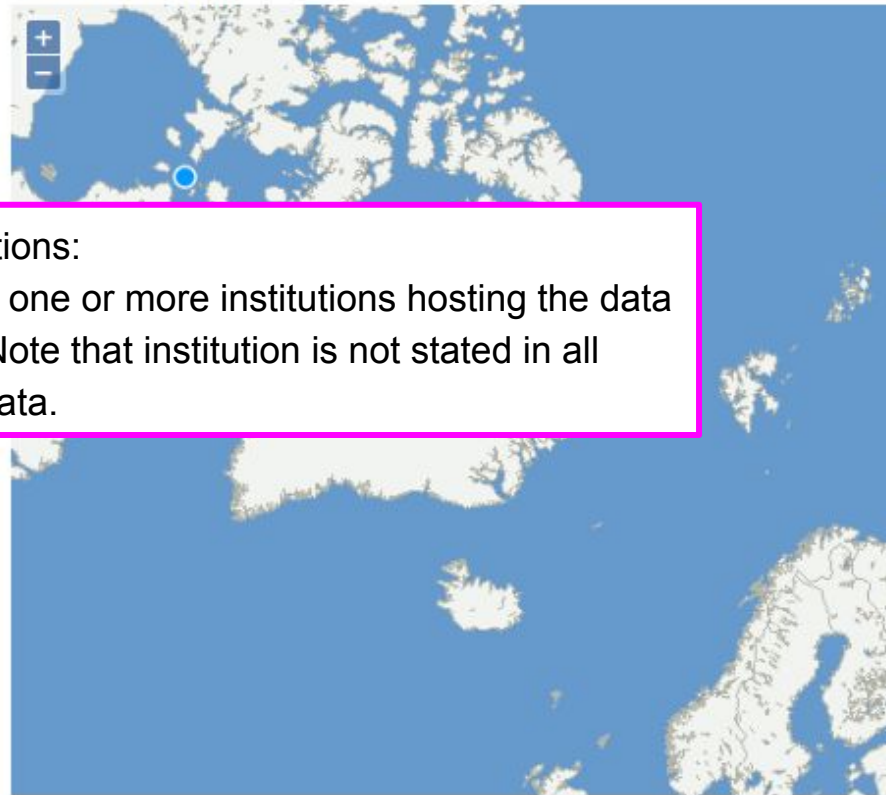 +
−
tions:
one or more institutions hosting the data
Note that institution is not stated in all
ata.